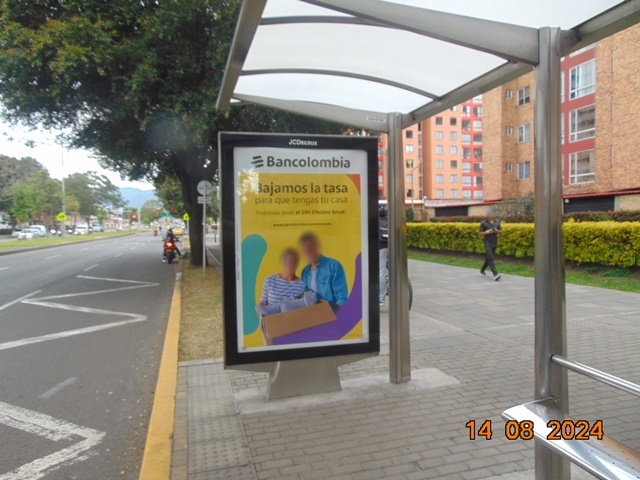 JCDecaux
Bancolombia
Bajamos la tasa
para que tengas tu casa
14 08 2024